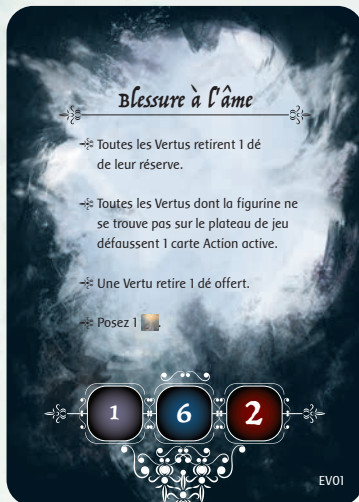 Blessure à l'âme
Toutes les Vertus retirent 1 dé
de leur réserve.
Toutes les Vertus dont la figurine ne
se trouve pas sur le plateau de jeu
défaussent 1 carte Action active.
Une Vertu retire 1 dé offert.
Posez 1 .
1 6 2
EV01